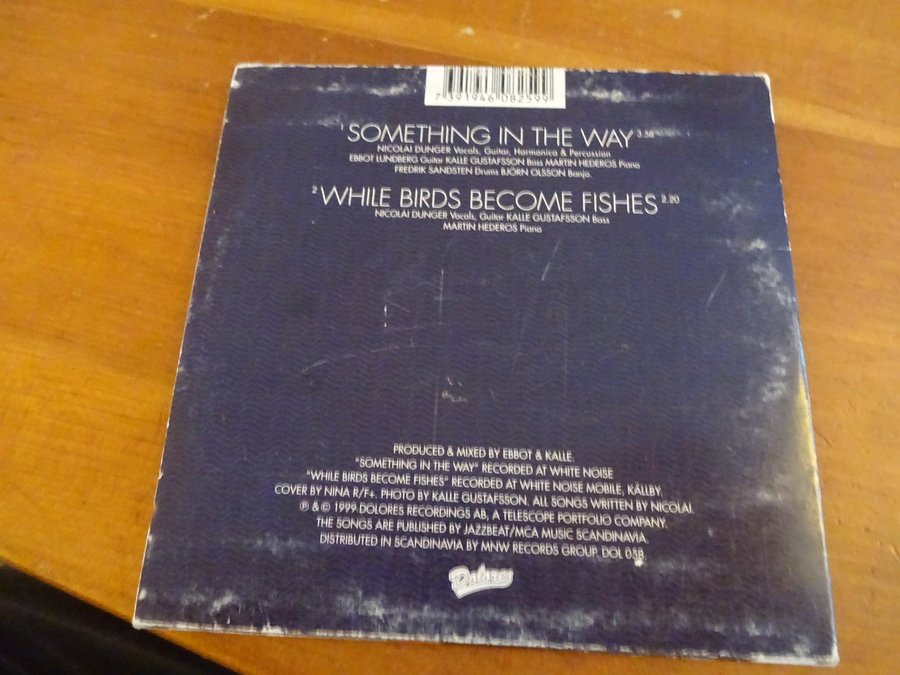 7 391946 082599
1 SOMETHING IN THE WAY 3.58
NICOLAI DUNGER Vocals, Guitar, Harmonica & Percussion
EBBOT LUNDBERG Guitar KALLE GUSTAFSSON Bass MARTIN HEDEROS Piano
FREDRIK SANDSTEN Drums BJÖRN OLSSON Banjo.
2 WHILE BIRDS BECOME FISHES 2.20
NICOLAI DUNGER Vocals, Guitar KALLE GUSTAFSSON Bass
MARTIN HEDEROS Piano
PRODUCED & MIXED BY EBBOT & KALLE.
"SOMETHING IN THE WAY" RECORDED AT WHITE NOISE
"WHILE BIRDS BECOME FISHES" RECORDED AT WHITE NOISE MOBILE, KÄLLBY.
COVER BY NINA R/F+. PHOTO BY KALLE GUSTAFSSON. ALL SONGS WRITTEN BY NICOLAI.
℗ & © 1999 DOLORES RECORDINGS AB, A TELESCOPE PORTFOLIO COMPANY.
THE SONGS ARE PUBLISHED BY JAZZBEAT/MCA MUSIC SCANDINAVIA.
DISTRIBUTED IN SCANDINAVIA BY MNW RECORDS GROUP. DOL 058.
Dolores